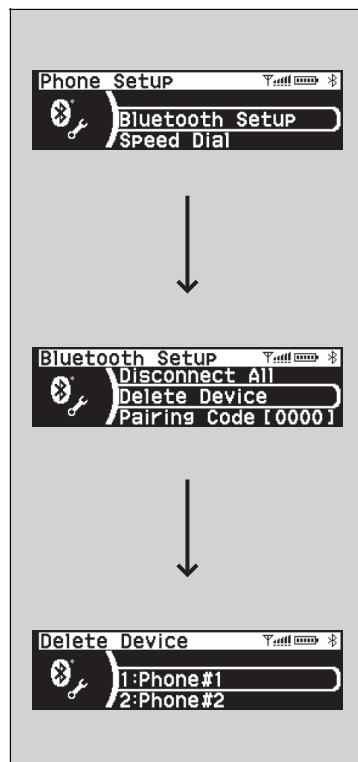 Phone Setup
Bluetooth Setup
Speed Dial
Bluetooth Setup
Disconnect All
Delete Device
Pairing Code [0000]
Delete Device
1:Phone#1
2:Phone#2